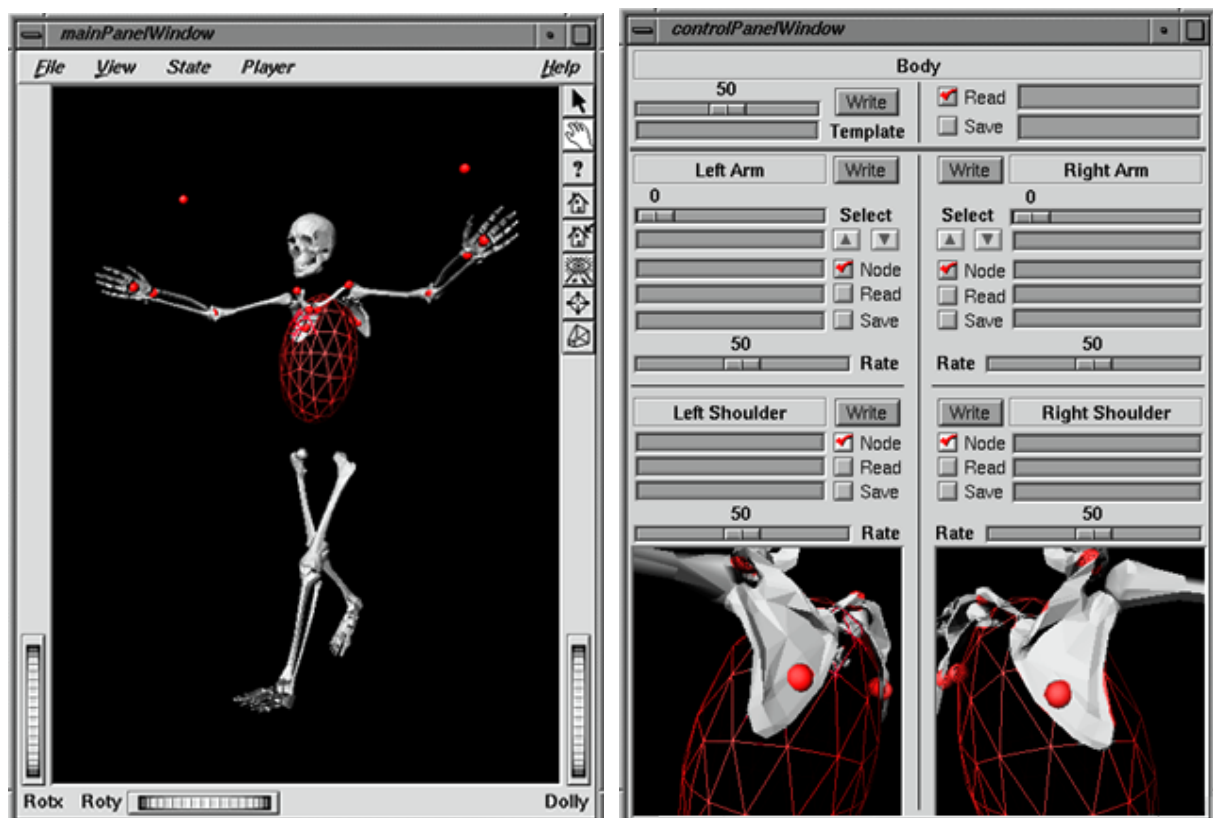 mainPanelWindow
File View State Player Help
?
Rotx Roty Dolly
controlPanelWindow
Body
50
Write
Template
Read
Save
Left Arm Write
0
Select
Node
Read
Save
50
Rate
Write Right Arm
0
Select
Node
Read
Save
50
Rate
Left Shoulder Write
Node
Read
Save
50
Rate
Write Right Shoulder
Node
Read
Save
50
Rate